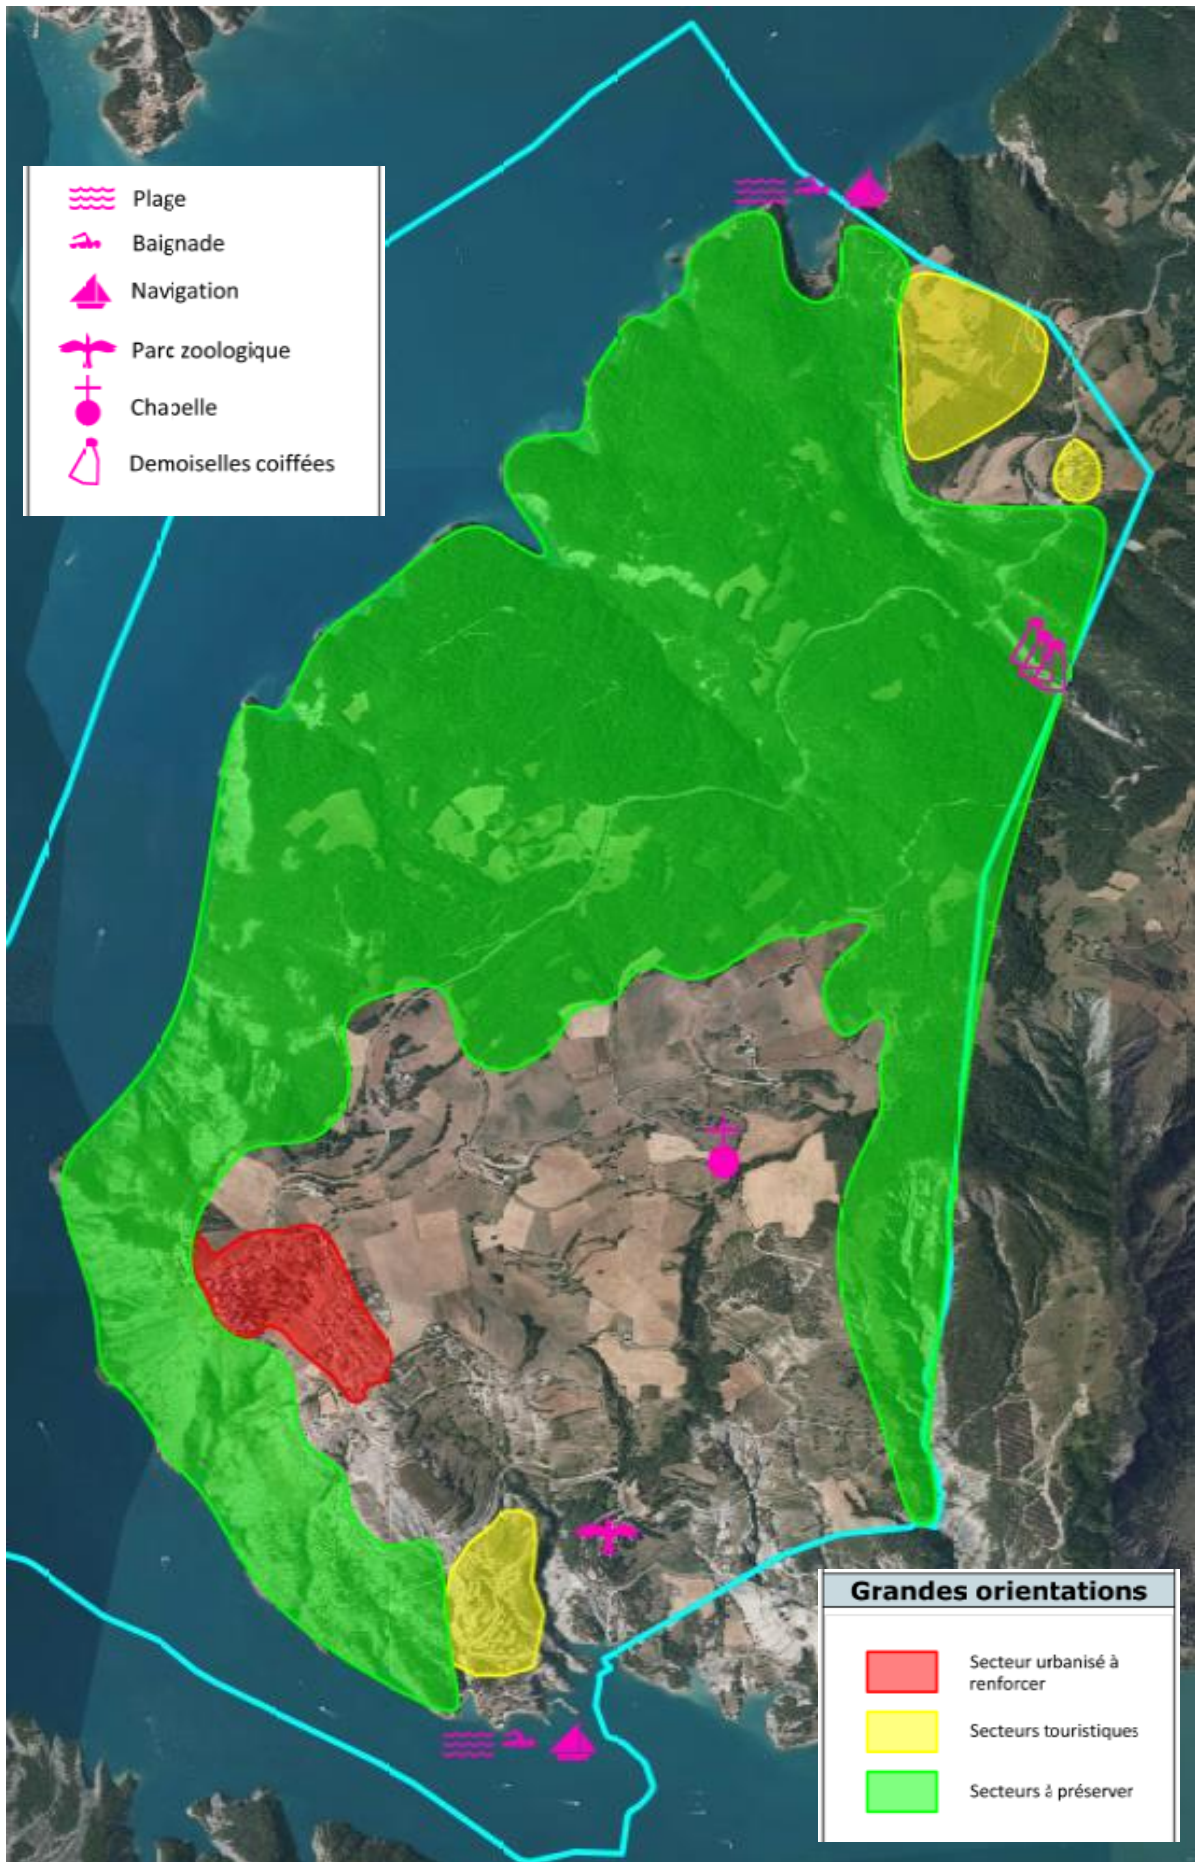 Plage
Baignade
Navigation
Parc zoologique
Chapelle
Demoiselles coiffées
Grandes orientations
Secteur urbanisé à
renforcer
Secteurs touristiques
Secteurs à préserver